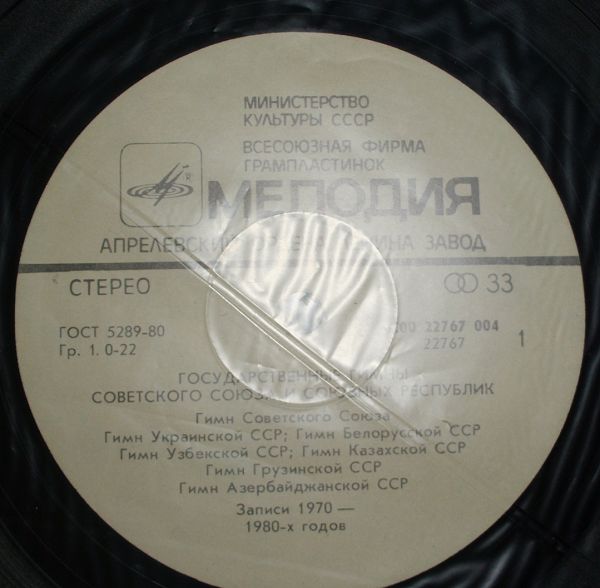 МИНИСТЕРСТВО
КУЛЬТУРЫ СССР
ВСЕСОЮЗНАЯ ФИРМА
ГРАМПЛАСТИНОК
МЕЛОДИЯ
АПРЕЛЕВСКИЙ ОРДЕНА ЛЕНИНА ЗАВОД
СТЕРЕО 33
ГОСТ 5289-80 22767 004
Гр. 1. 0-22 22767 1
ГОСУДАРСТВЕННЫЕ ГИМНЫ
СОВЕТСКОГО СОЮЗА И СОЮЗНЫХ РЕСПУБЛИК
Гимн Советского Союза
Гимн Украинской ССР; Гимн Белорусской ССР
Гимн Узбекской ССР; Гимн Казахской ССР
Гимн Грузинской ССР
Гимн Азербайджанской ССР
Записи 1970 —
1980-х годов